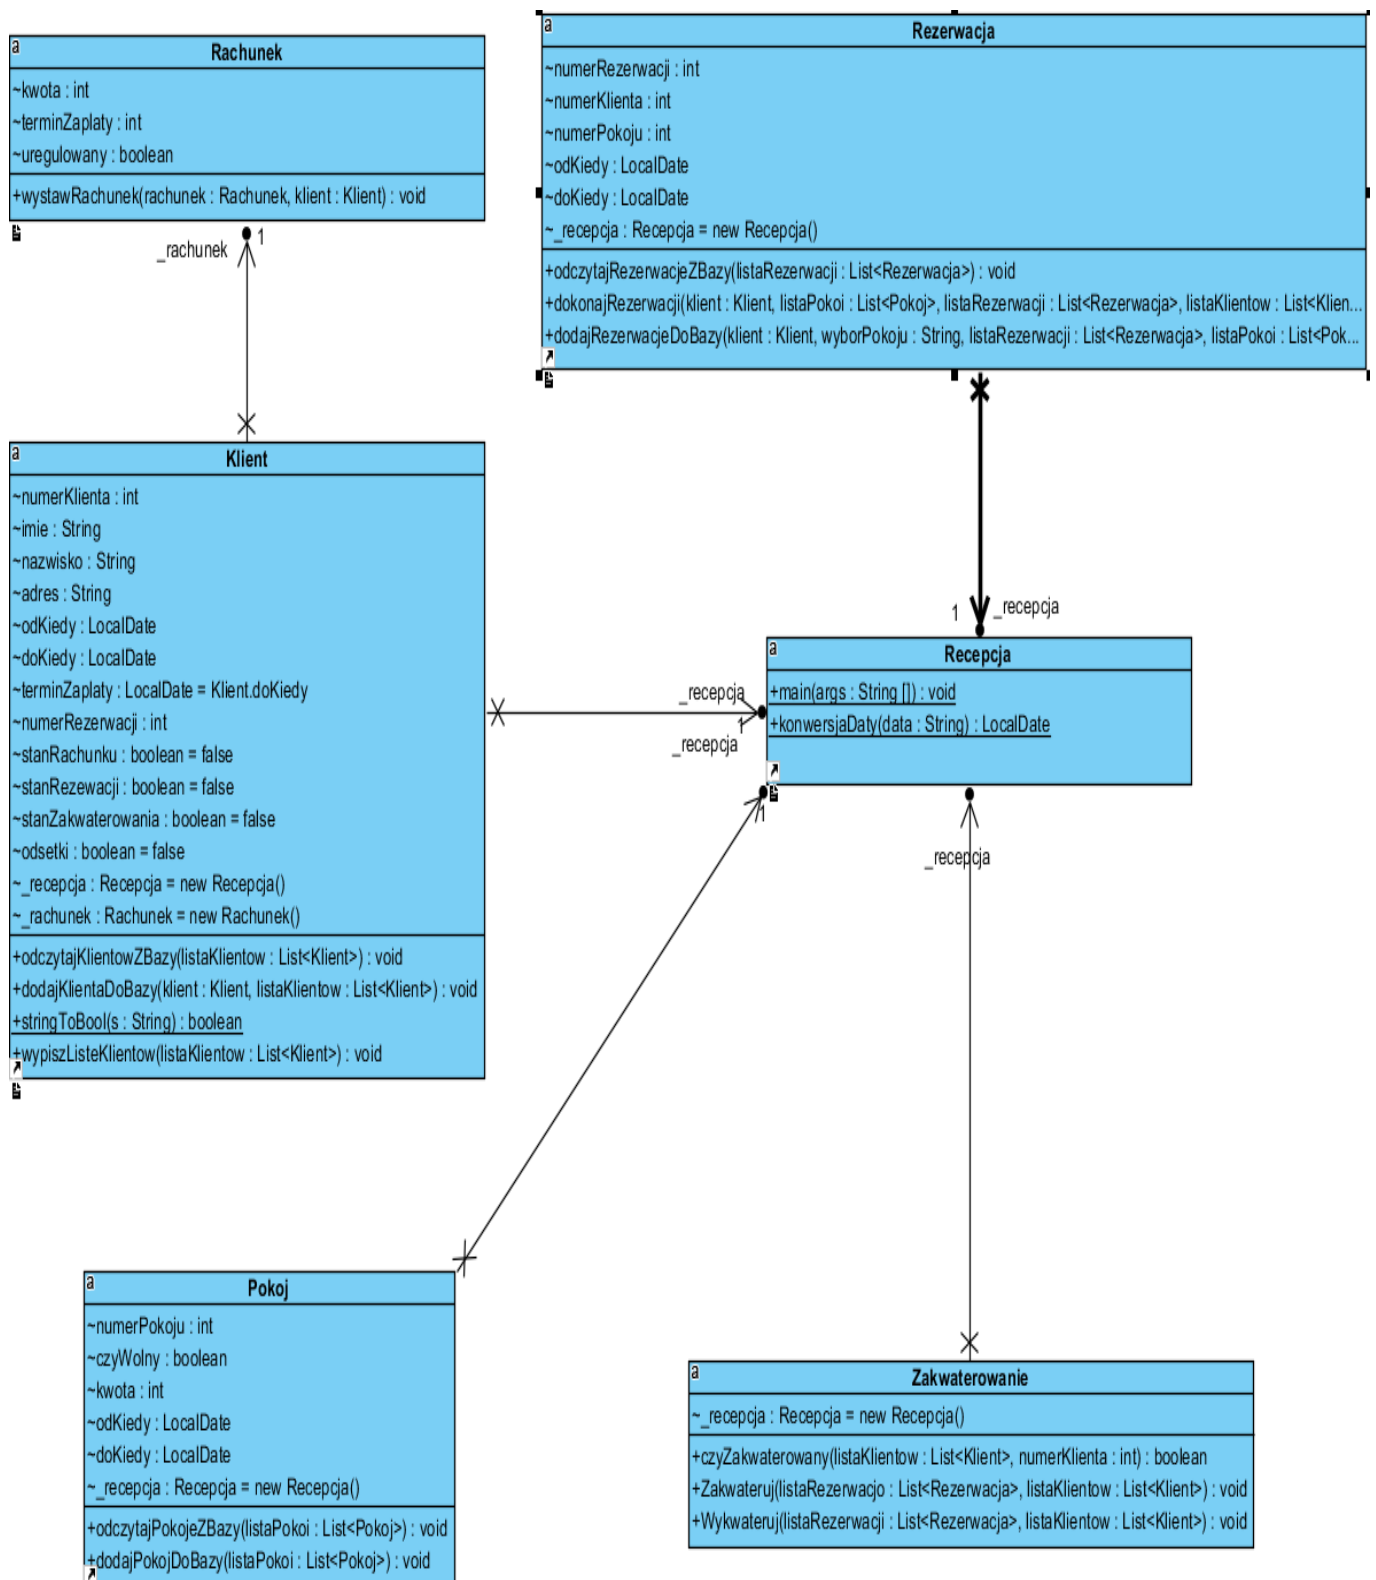 a
Rachunek
~kwota : int
~terminZaplaty : int
~uregulowany : boolean
+wystawRachunek(rachunek : Rachunek, klient : Klient) : void
_rachunek
1
a
Rezerwacja
~numerRezerwacji : int
~numerKlienta : int
~numerPokoju : int
~odKiedy : LocalDate
~doKiedy : LocalDate
~_recepcja : Recepcja = new Recepcja()
+odczytajRezerwacjeZBazy(listaRezerwacji : List<Rezerwacja>) : void
+dokonajRezerwacji(klient : Klient, listaPokoi : List<Pokoj>, listaRezerwacji : List<Rezerwacja>, listaKlientow : List<Klien...
+dodajRezerwacjeDoBazy(klient : Klient, wyborPokoju : String, listaRezerwacji : List<Rezerwacja>, listaPokoi : List<Pok...
a
Klient
~numerKlienta : int
~imie : String
~nazwisko : String
~adres : String
~odKiedy : LocalDate
~doKiedy : LocalDate
~terminZaplaty : LocalDate = Klient.doKiedy
~numerRezerwacji : int
~stanRachunku : boolean = false
~stanRezewacji : boolean = false
~stanZakwaterowania : boolean = false
~odsetki : boolean = false
~_recepcja : Recepcja = new Recepcja()
~_rachunek : Rachunek = new Rachunek()
+odczytajKlientowZBazy(listaKlientow : List<Klient>) : void
+dodajKlientaDoBazy(klient : Klient, listaKlientow : List<Klient>) : void
+stringToBool(s : String) : boolean
+wypiszListeKlientow(listaKlientow : List<Klient>) : void
1
_recepcja
_recepcja
1
_recepcja
1
a
Recepcja
+main(args : String []) : void
+konwersjaDaty(data : String) : LocalDate
_recepcja
a
Pokoj
~numerPokoju : int
~czyWolny : boolean
~kwota : int
~odKiedy : LocalDate
~doKiedy : LocalDate
~_recepcja : Recepcja = new Recepcja()
+odczytajPokojeZBazy(listaPokoi : List<Pokoj>) : void
+dodajPokojDoBazy(listaPokoi : List<Pokoj>) : void
a
Zakwaterowanie
~_recepcja : Recepcja = new Recepcja()
+czyZakwaterowany(listaKlientow : List<Klient>, numerKlienta : int) : boolean
+Zakwateruj(listaRezerwacjo : List<Rezerwacja>, listaKlientow : List<Klient>) : void
+Wykwateruj(listaRezerwacji : List<Rezerwacja>, listaKlientow : List<Klient>) : void